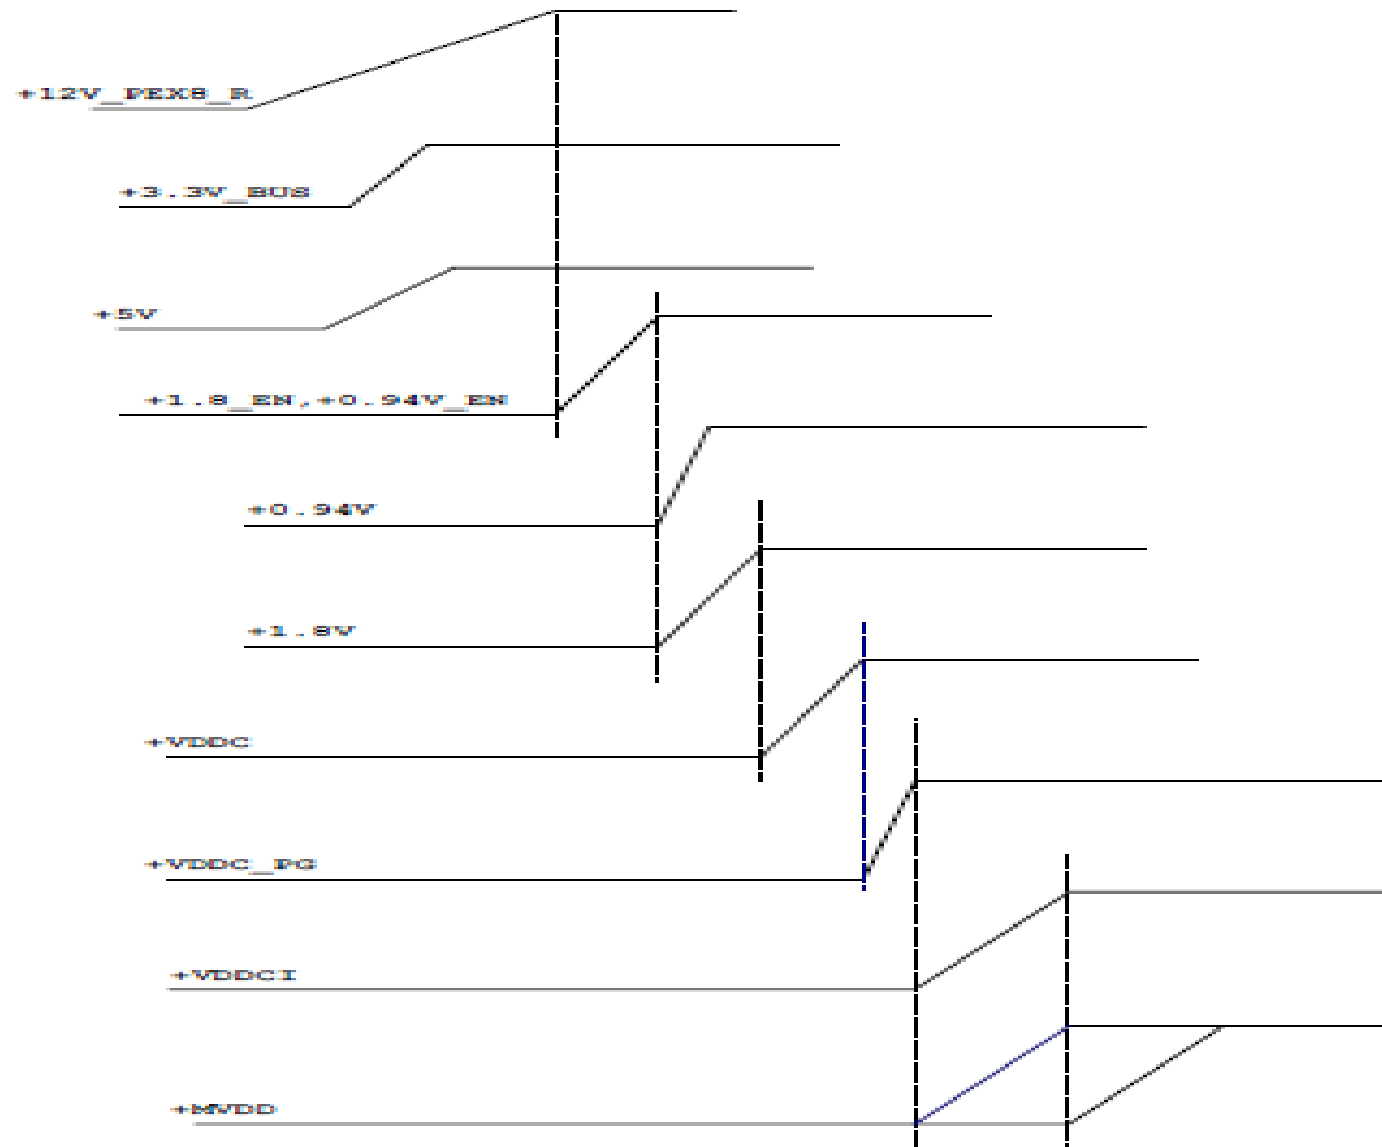 +12V_PEX8_R
+3.3V_BUS
+5V
+1.8_EN,+0.94V_EN
+0.94V
+1.8V
+VDDC
+VDDC_PG
+VDDCI
+MVDD